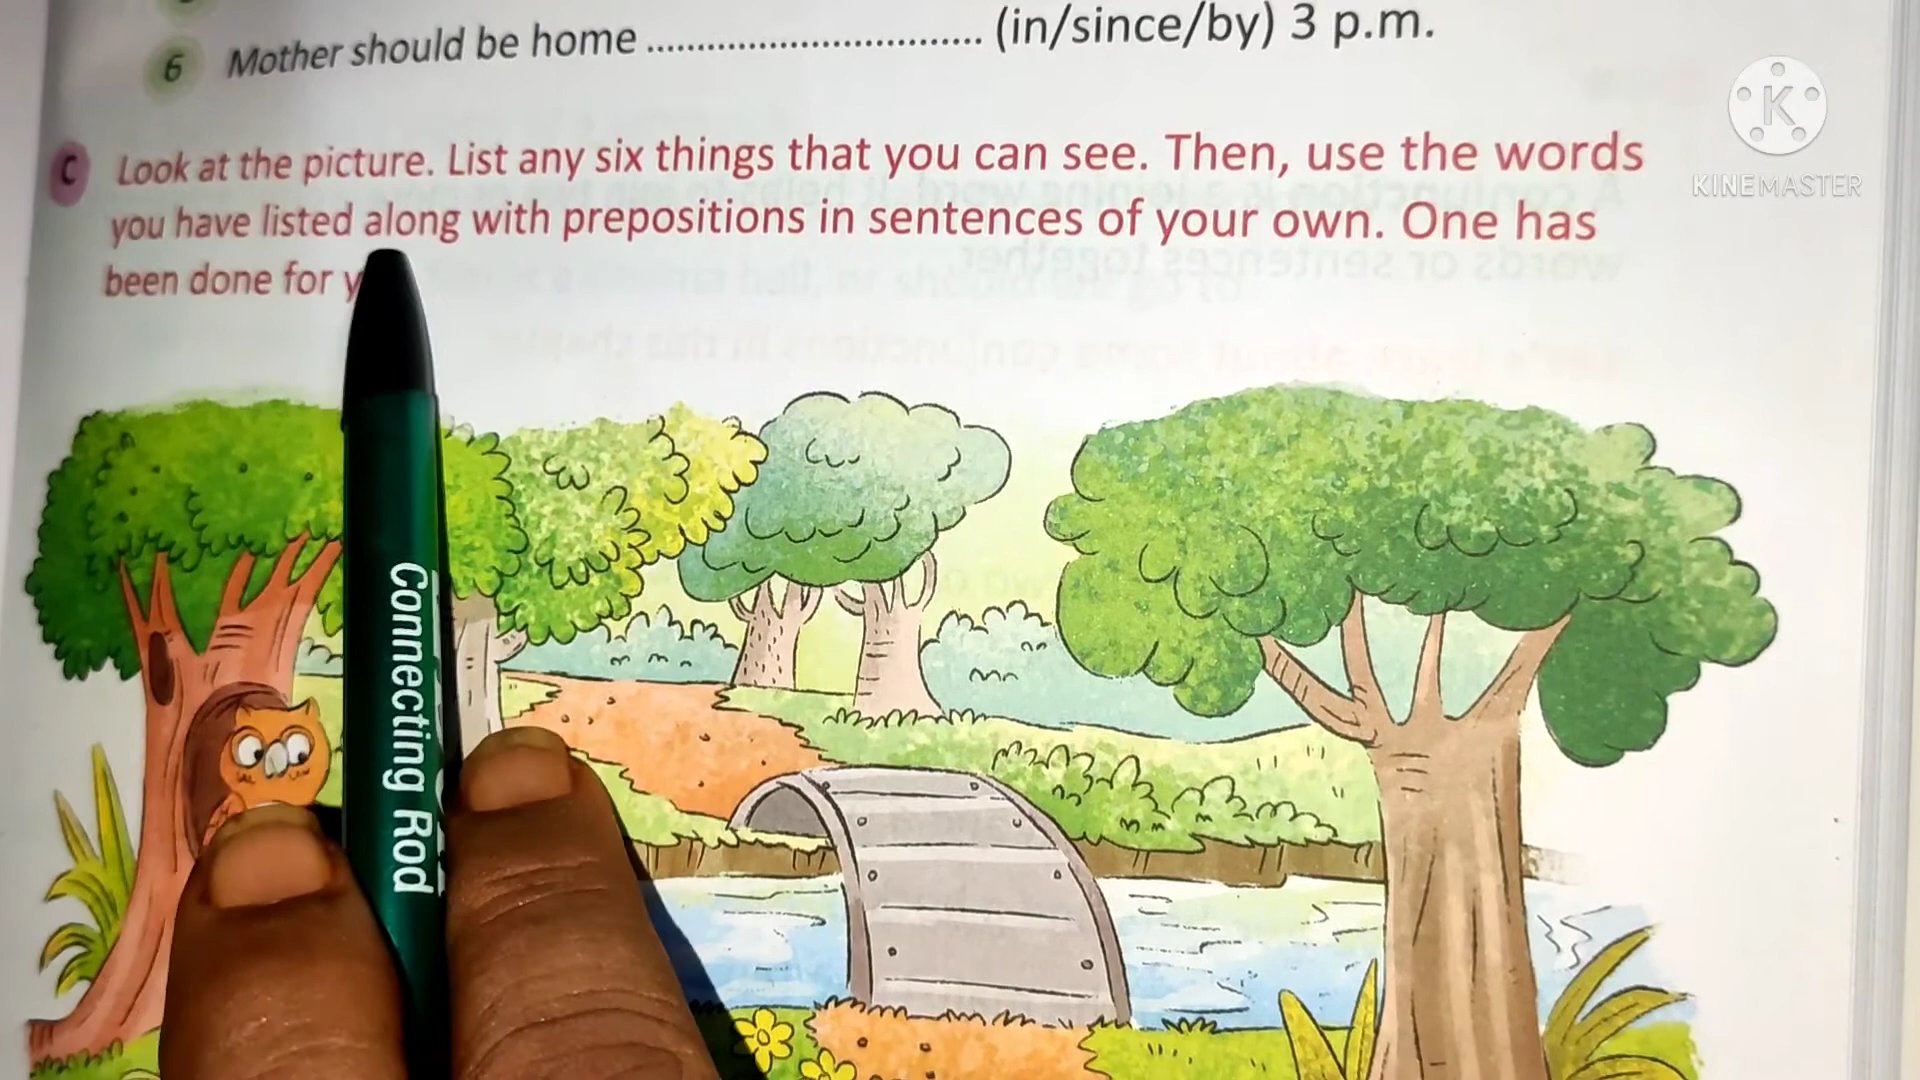 6 Mother should be home .............................. (in/since/by) 3 p.m.
K
KINEMASTER
C Look at the picture. List any six things that you can see. Then, use the words
you have listed along with prepositions in sentences of your own. One has
been done for
Connecting Rod